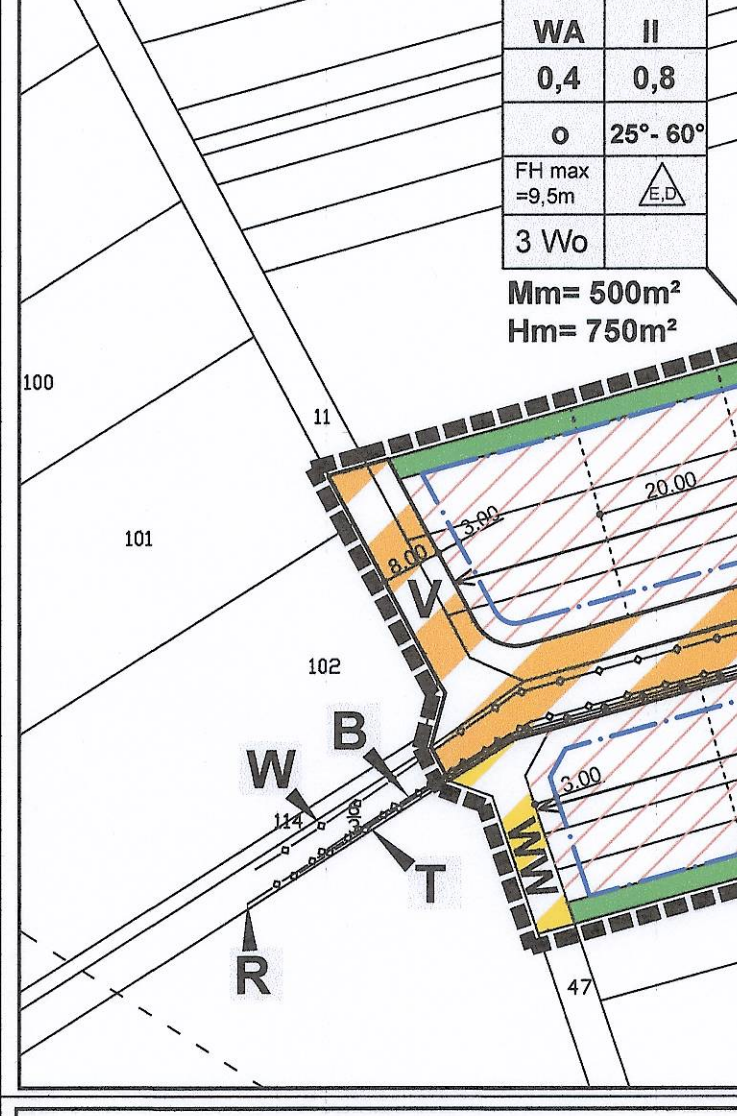 WA II
0,4 0,8
o 25°- 60°
FH max
=9,5m
E,D
3 Wo
Mm= 500m²
Hm= 750m²
100
11
20.00
3.00
101
8.00
V
102
B
W
3.00
114
WW
T
R
47